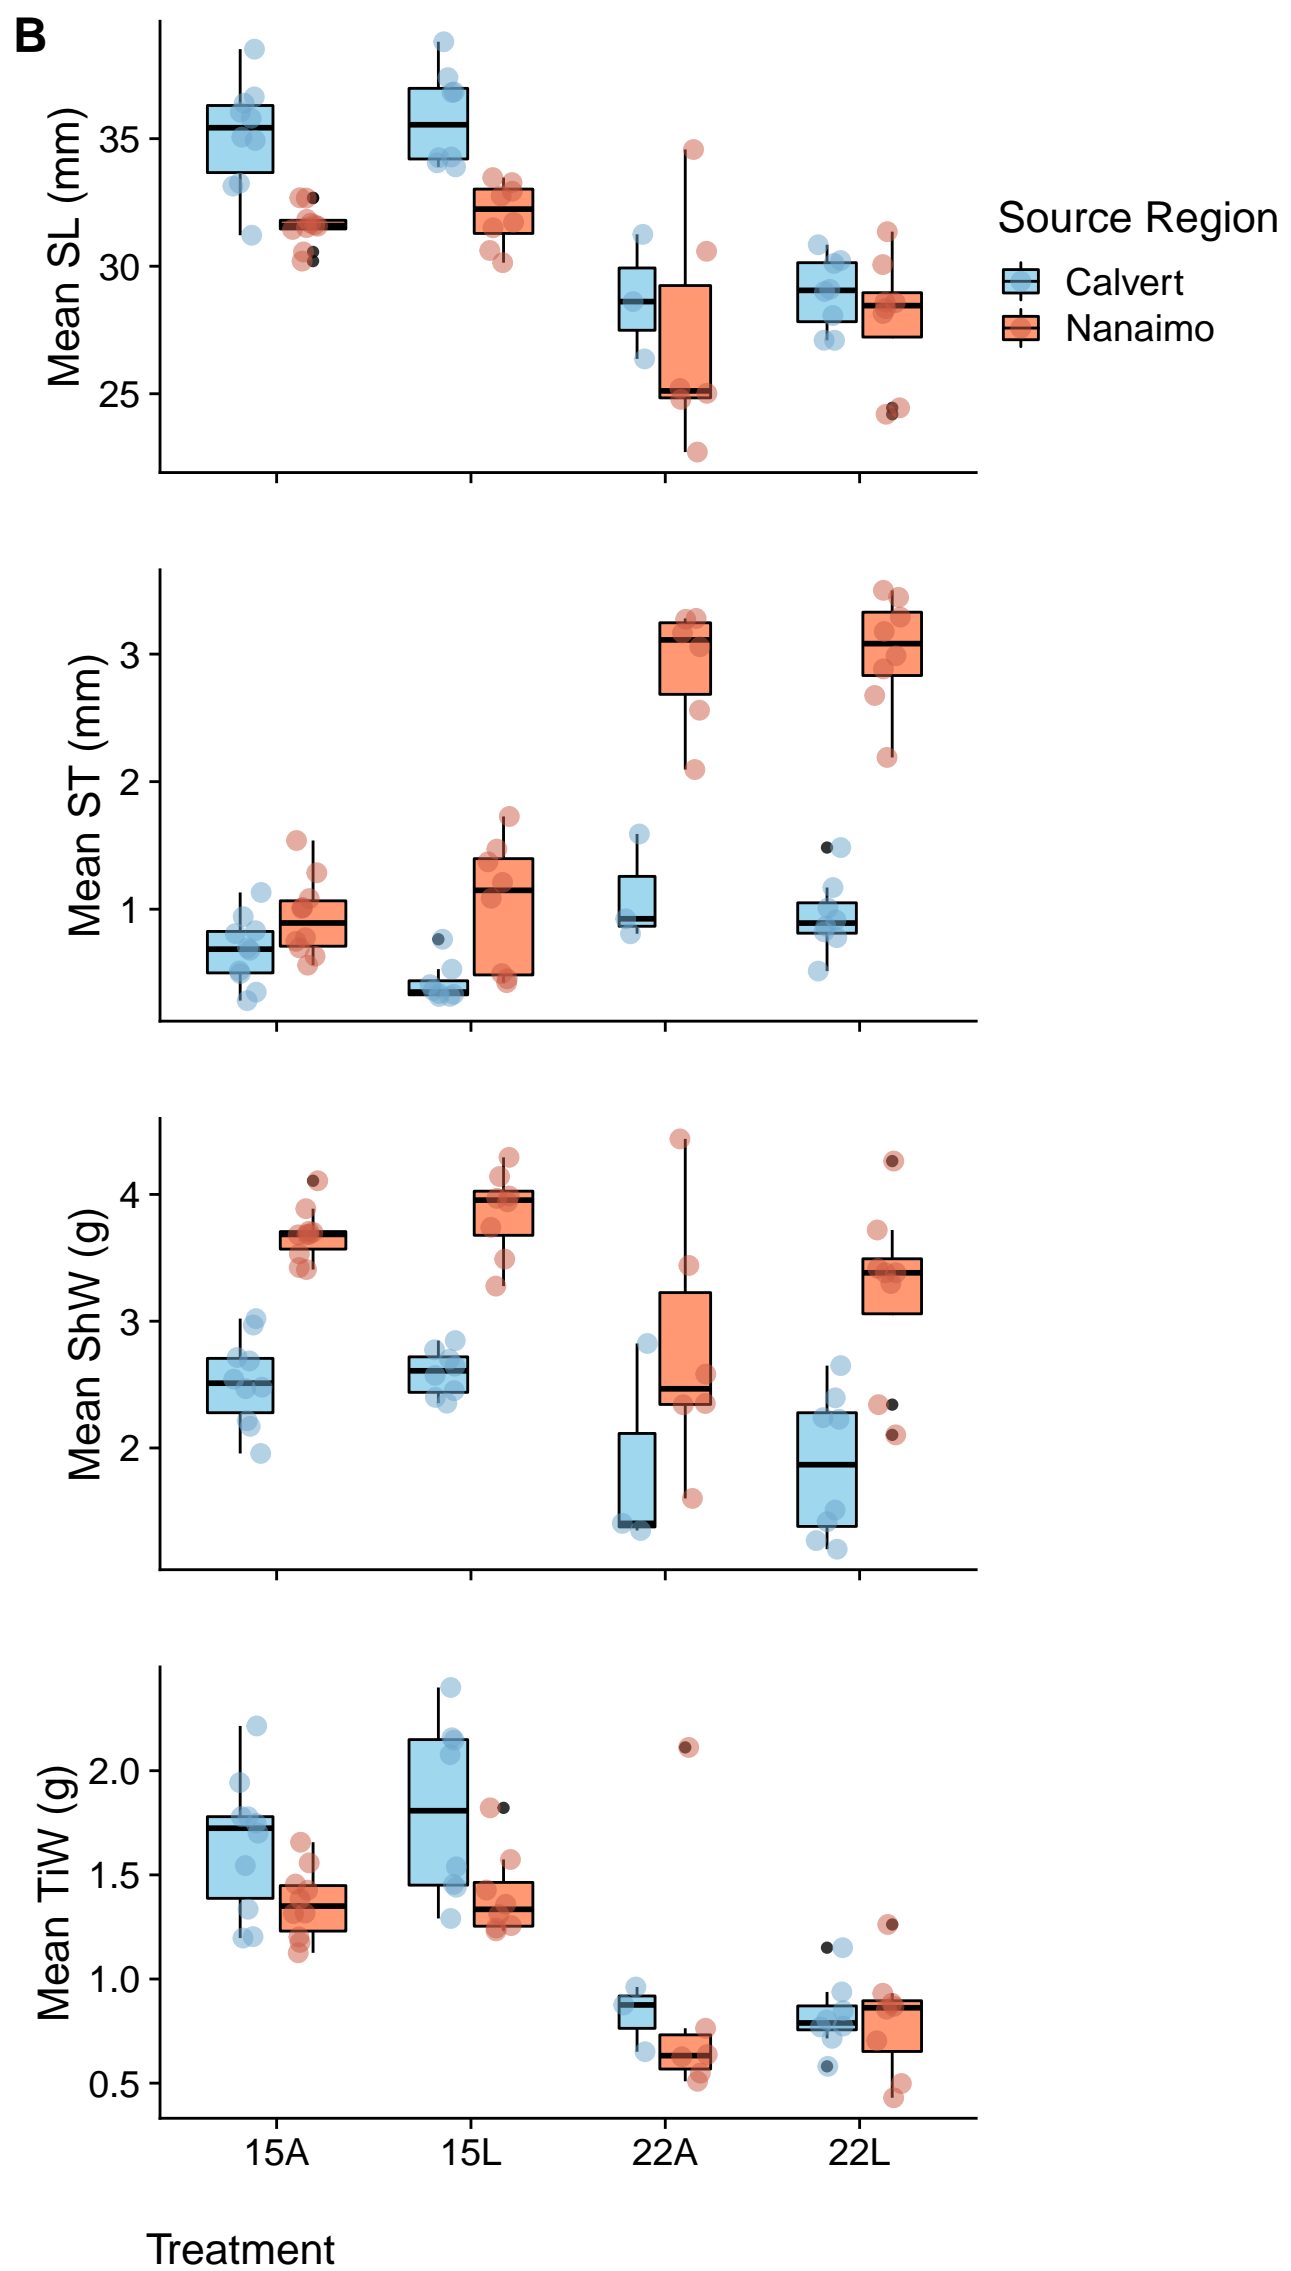 B
Mean SL (mm)
35
30
25
Source Region
Calvert
Nanaimo
Mean ST (mm)
3
2
1
Mean ShW (g)
4
3
2
Mean TiW (g)
2.0
1.5
1.0
0.5
15A 15L 22A 22L
Treatment